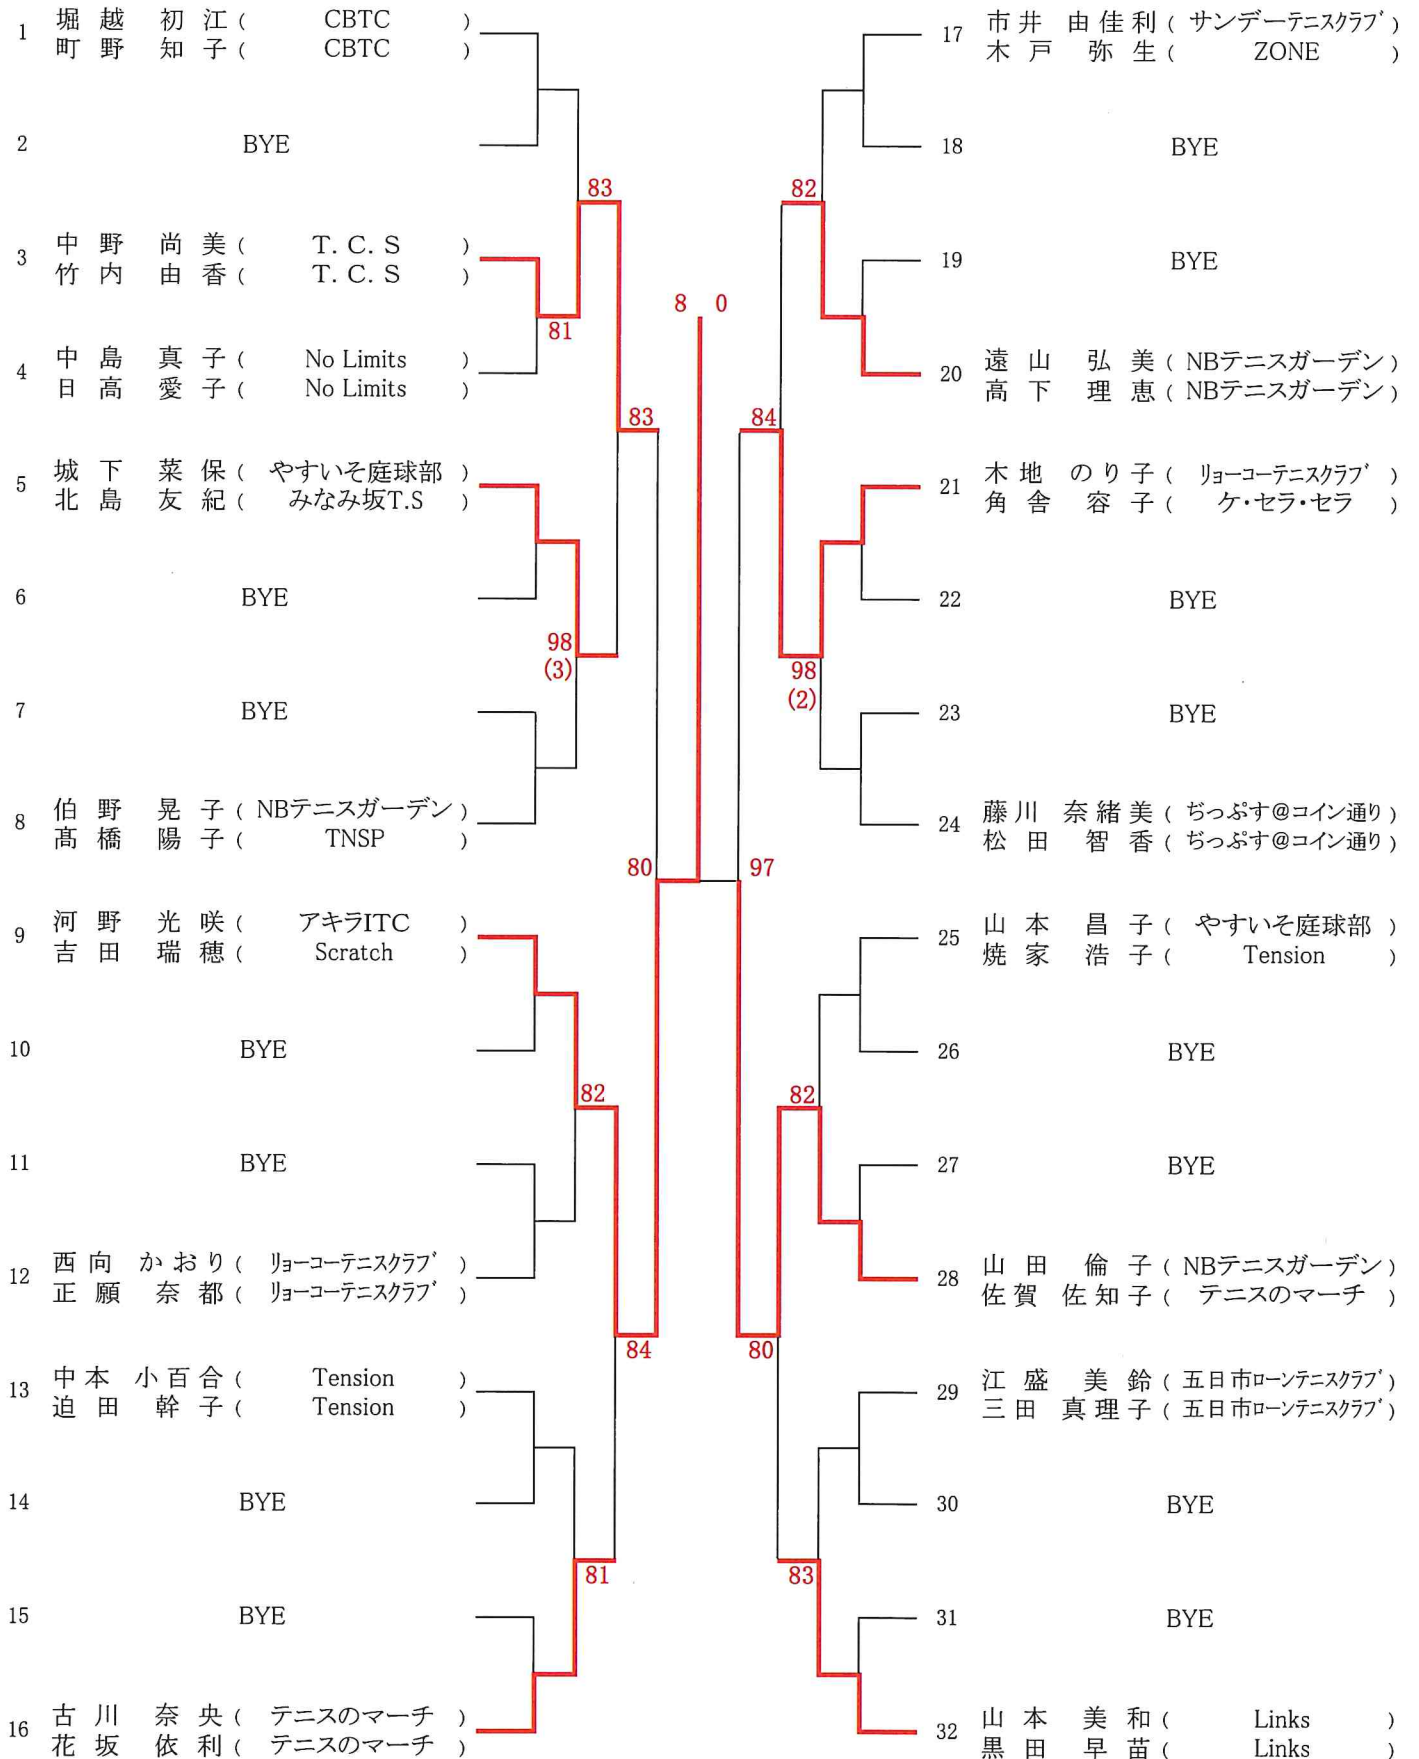 1 堀越 初江 ( CBTC )
町野 知子 ( CBTC )
2 BYE
83
3 中野 尚美 ( T. C. S )
竹内 由香 ( T. C. S )
81
4 中島 真子 ( No Limits )
日高 愛子 ( No Limits )
83
5 城下 菜保 ( やすいそ庭球部 )
北島 友紀 ( みなみ坂T.S )
6 BYE
98
(3)
7 BYE
8 伯野 晃子 ( NBテニスガーデン )
髙橋 陽子 ( TNSP )
80
9 河野 光咲 ( アキラITC )
吉田 瑞穂 ( Scratch )
10 BYE
82
11 BYE
12 西向 かおり ( リョーコーテニスクラブ )
正願 奈都 ( リョーコーテニスクラブ )
84
13 中本 小百合 ( Tension )
迫田 幹子 ( Tension )
14 BYE
81
15 BYE
16 古川 奈央 ( テニスのマーチ )
花坂 依利 ( テニスのマーチ )
8 0
17 市井 由佳利 ( サンデーテニスクラブ )
木戸 弥生 ( ZONE )
18 BYE
82
19 BYE
20 遠山 弘美 ( NBテニスガーデン )
高下 理恵 ( NBテニスガーデン )
84
21 木地 のり子 ( リョーコーテニスクラブ )
角舎 容子 ( ケ・セラ・セラ )
22 BYE
98
(2)
23 BYE
24 藤川 奈緒美 ( ぢっぷす@コイン通り )
松田 智香 ( ぢっぷす@コイン通り )
97
25 山本 昌子 ( やすいそ庭球部 )
焼家 浩子 ( Tension )
26 BYE
82
27 BYE
28 山田 倫子 ( NBテニスガーデン )
佐賀 佐知子 ( テニスのマーチ )
80
29 江盛 美鈴 ( 五日市ローンテニスクラブ )
三田 真理子 ( 五日市ローンテニスクラブ )
30 BYE
83
31 BYE
32 山本 美和 ( Links )
黒田 早苗 ( Links )